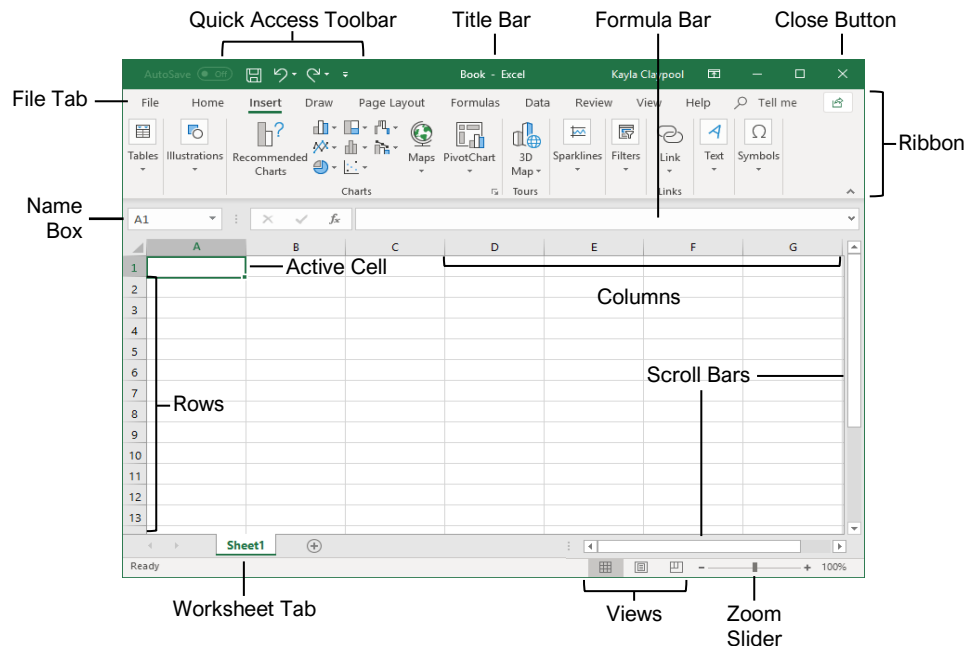 Quick Access Toolbar Title Bar Formula Bar Close Button
AutoSave Off Book - Excel Kayla Claypool
File Tab
File Home Insert Draw Page Layout Formulas Data Review View Help Tell me
Ribbon
Tables Illustrations Recommended Charts Maps PivotChart 3D Map Sparklines Filters Link Text Symbols
Charts Tours Links
Name
Box
A1 fx
A B C D E F G
1 Active Cell
2
Columns
3
4
5
6 Scroll Bars
7
Rows
8
9
10
11
12
13
Sheet1
Ready 100%
Worksheet Tab Views Zoom
Slider